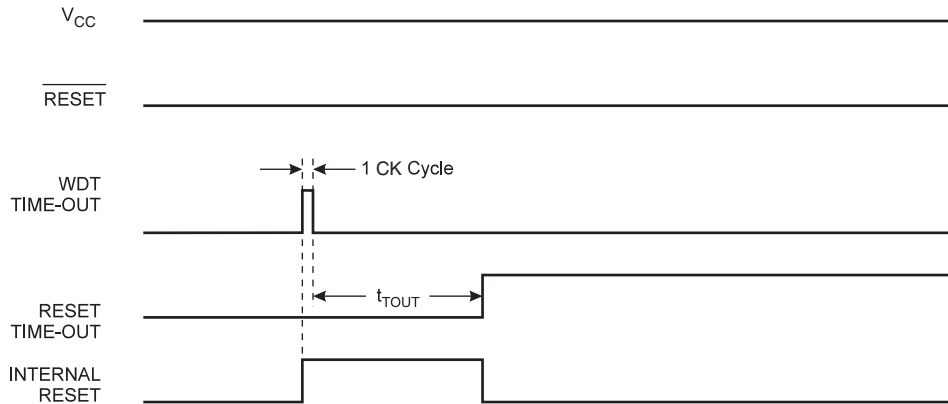 VCC
RESET
1 CK Cycle
WDT
TIME-OUT
tTOUT
RESET
TIME-OUT
INTERNAL
RESET